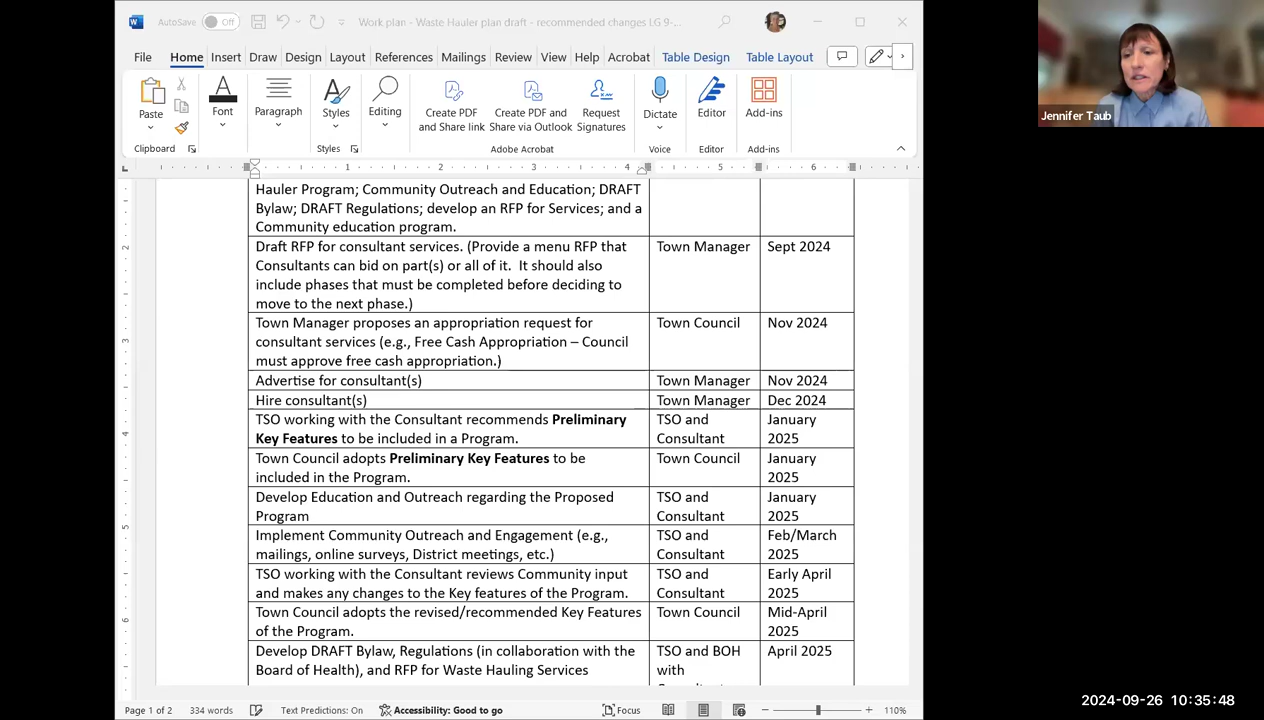 AutoSave Off Work plan - Waste Hauler plan draft - recommended changes LG 9-...
File Home Insert Draw Design Layout References Mailings Review View Help Acrobat Table Design Table Layout
Paste Font Paragraph Styles Editing Create PDF and Share link Create PDF and Share via Outlook Request Signatures Dictate Editor Add-ins
Clipboard Styles Adobe Acrobat Voice Editor Add-ins
1 2 3 4 5 6
Hauler Program; Community Outreach and Education; DRAFT
Bylaw; DRAFT Regulations; develop an RFP for Services; and a
Community education program.
Draft RFP for consultant services. (Provide a menu RFP that Town Manager Sept 2024
Consultants can bid on part(s) or all of it. It should also
include phases that must be completed before deciding to
move to the next phase.)
Town Manager proposes an appropriation request for Town Council Nov 2024
consultant services (e.g., Free Cash Appropriation – Council
must approve free cash appropriation.)
Advertise for consultant(s) Town Manager Nov 2024
Hire consultant(s) Town Manager Dec 2024
TSO working with the Consultant recommends Preliminary TSO and January
Key Features to be included in a Program. Consultant 2025
Town Council adopts Preliminary Key Features to be Town Council January
included in the Program. 2025
Develop Education and Outreach regarding the Proposed TSO and January
Program Consultant 2025
Implement Community Outreach and Engagement (e.g., TSO and Feb/March
mailings, online surveys, District meetings, etc.) Consultant 2025
TSO working with the Consultant reviews Community input TSO and Early April
and makes any changes to the Key features of the Program. Consultant 2025
Town Council adopts the revised/recommended Key Features Town Council Mid-April
of the Program. 2025
Develop DRAFT Bylaw, Regulations (in collaboration with the TSO and BOH April 2025
Board of Health), and RFP for Waste Hauling Services with
2 3 4 5 6
Page 1 of 2 334 words Text Predictions: On Accessibility: Good to go Focus 110%
Jennifer Taub
2024-09-26 10:35:48